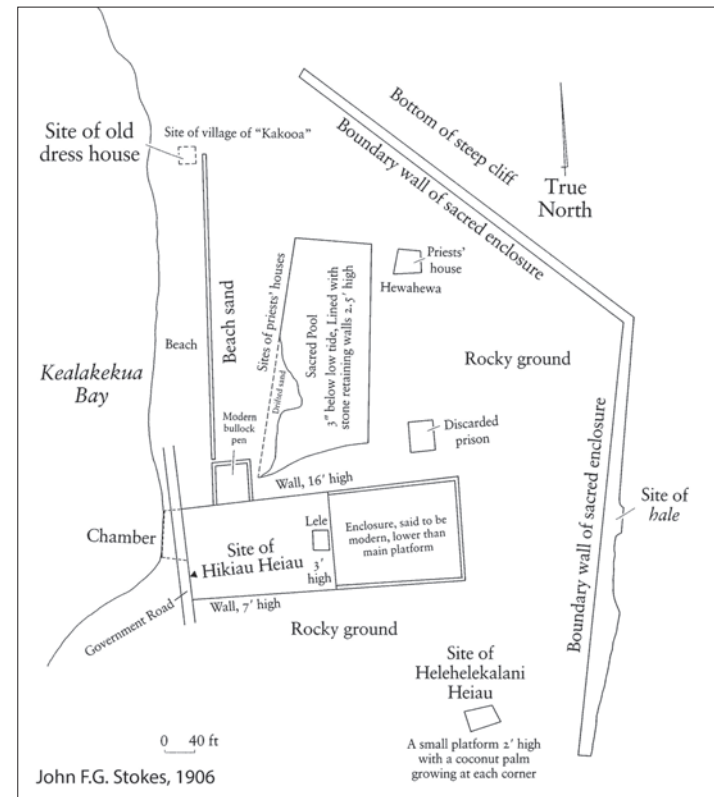 Site of old
dress house
Site of village of “Kakooa”
Bottom of steep cliff
Boundary wall of sacred enclosure
True
North
Priests'
house
Hewahewa
Sites of priests' houses
Drifted sand
Sacred Pool
3" below low tide, Lined with
stone retaining walls 2.5' high
Beach
Beach sand
Kealakekua
Bay
Rocky ground
Modern
bullock
pen
Discarded
prison
Wall, 16' high
Boundary wall of sacred enclosure
Site of
hale
Chamber
Site of
Hikiau Heiau
Lele
3'
high
Enclosure, said to be
modern, lower than
main platform
Government Road
Wall, 7' high
Rocky ground
Site of
Helehelekalani
Heiau
A small platform 2' high
with a coconut palm
growing at each corner
0 40 ft
John F.G. Stokes, 1906